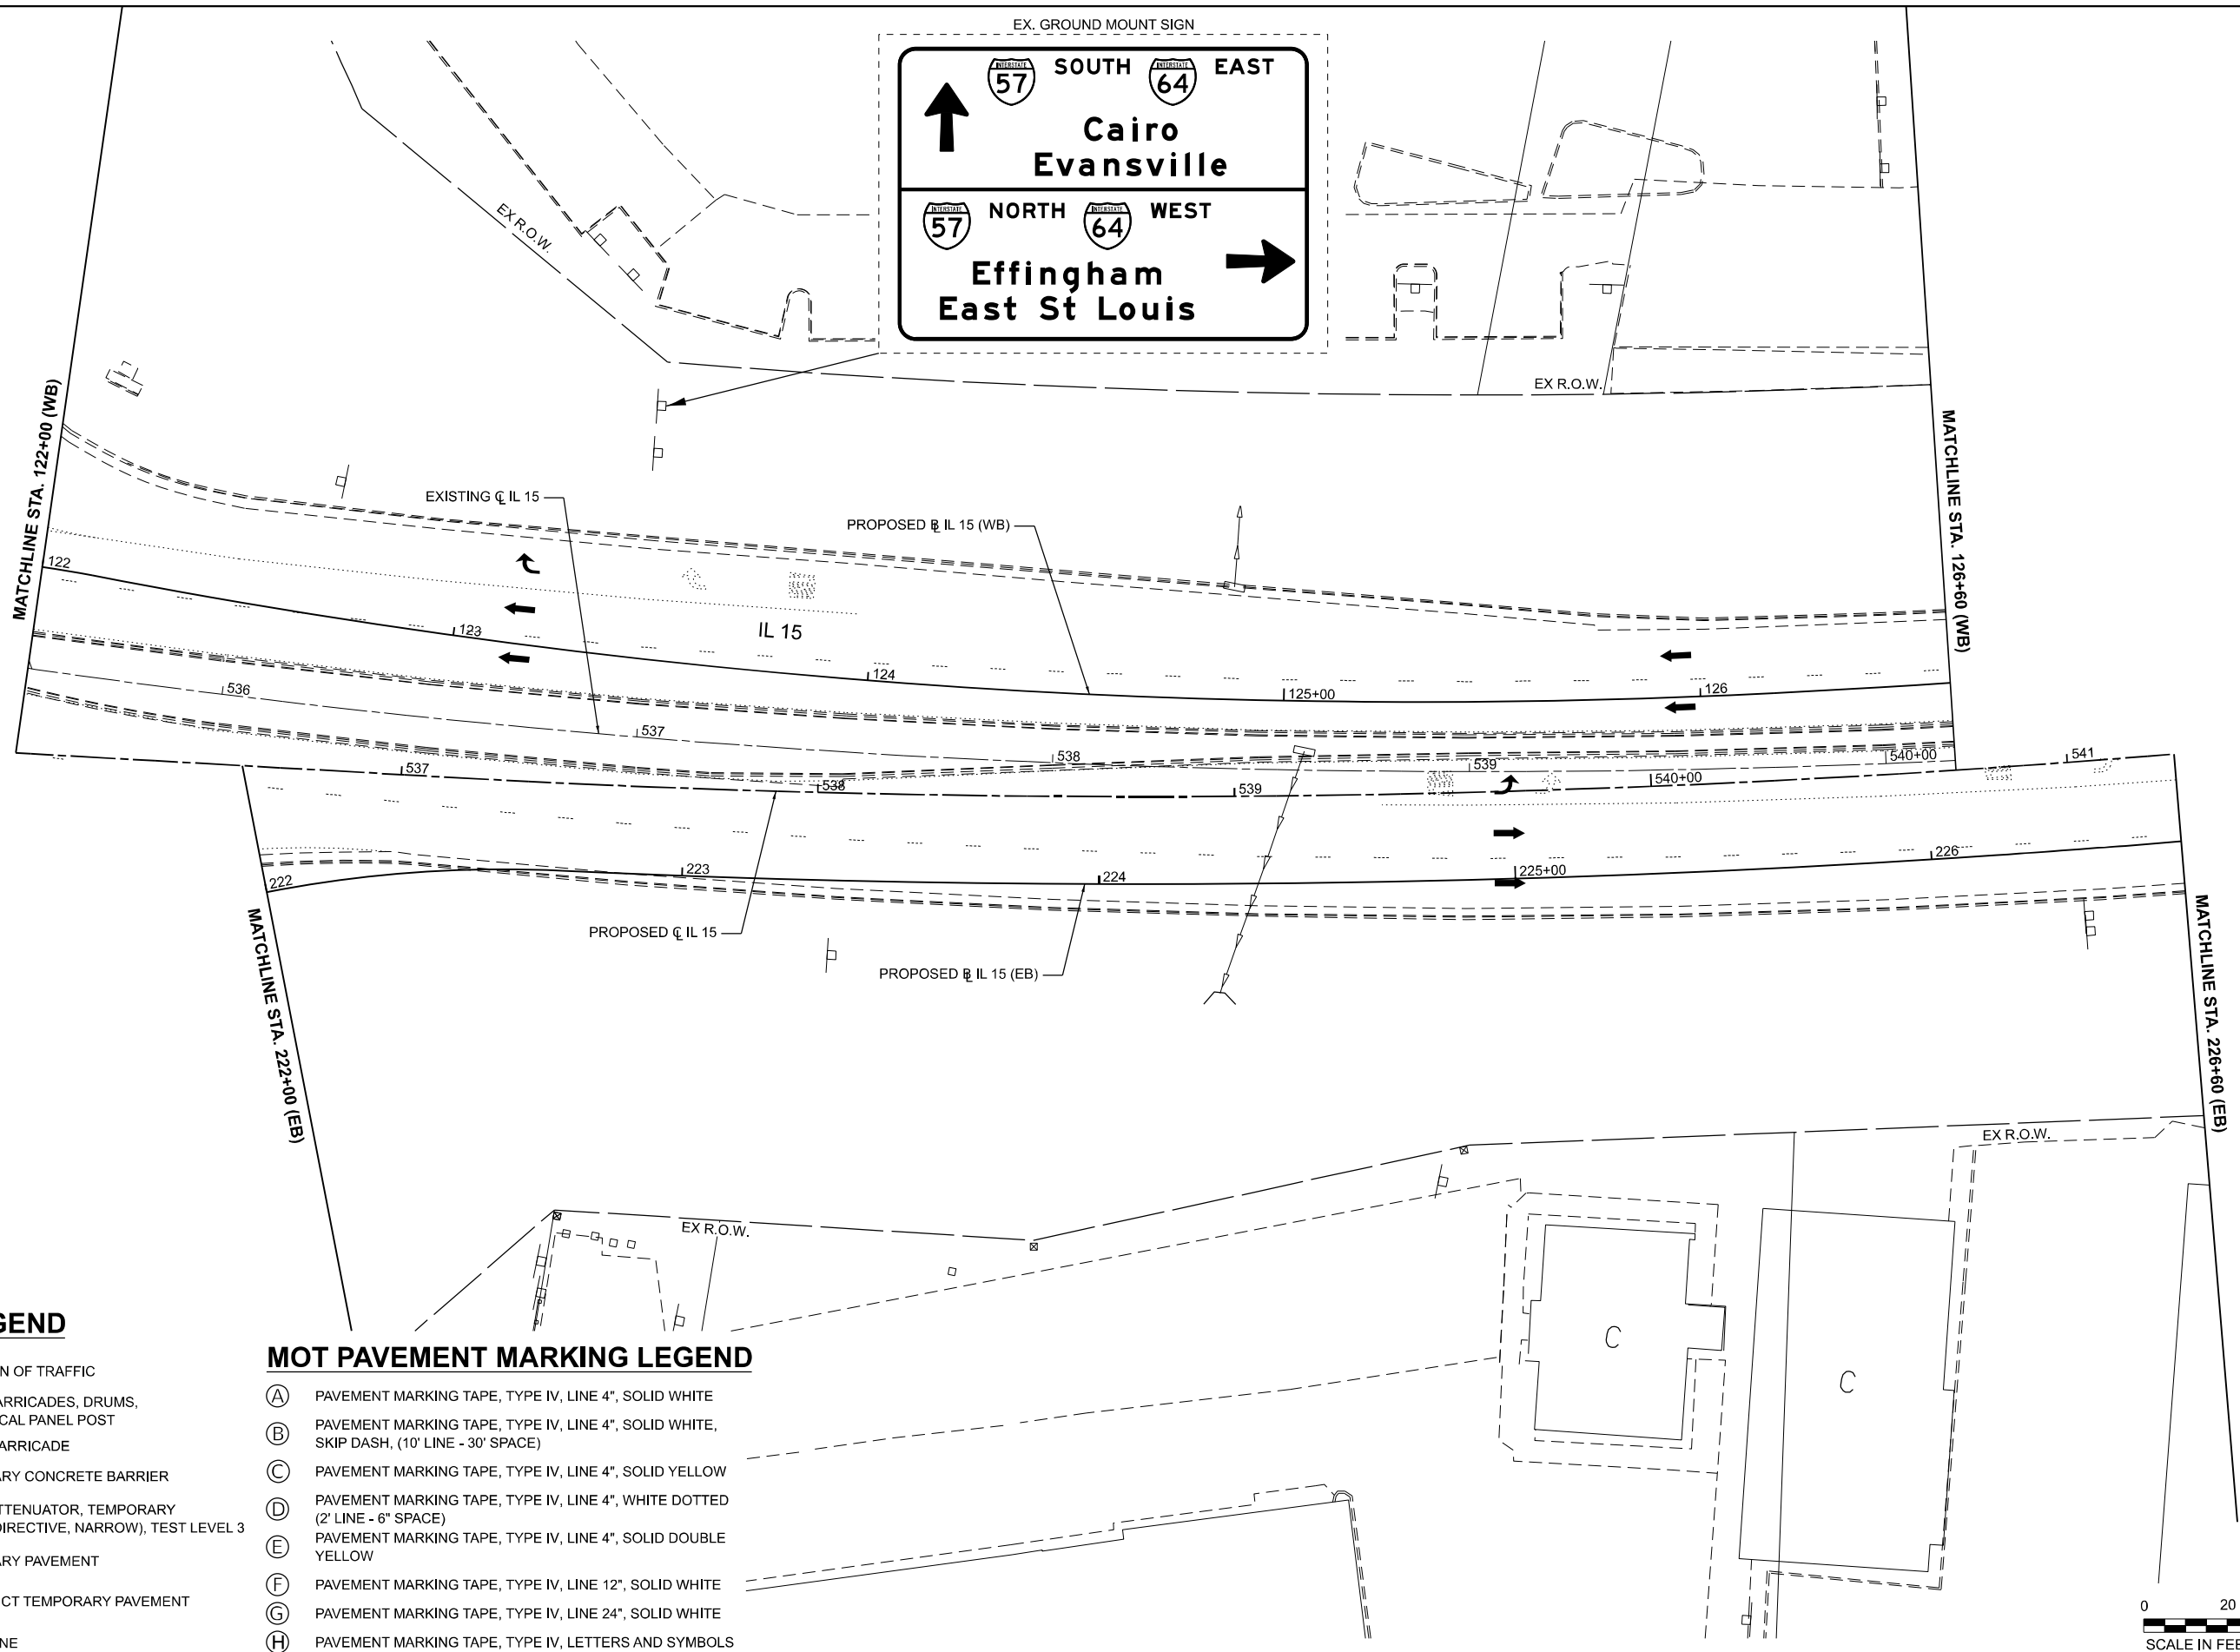 EX. GROUND MOUNT SIGN
INTERSTATE 57 SOUTH INTERSTATE 64 EAST
Cairo
Evansville
INTERSTATE 57 NORTH INTERSTATE 64 WEST
Effingham
East St Louis
EX R.O.W.
EX R.O.W.
MATCHLINE STA. 122+00 (WB)
MATCHLINE STA. 126+60 (WB)
EXISTING ℄ IL 15
PROPOSED B IL 15 (WB)
122
123
IL 15
124
125+00
126
536
537
538
539
540+00
537
538
539
540+00
541
222
223
224
225+00
226
PROPOSED ℄ IL 15
PROPOSED B IL 15 (EB)
MATCHLINE STA. 222+00 (EB)
MATCHLINE STA. 226+60 (EB)
EX R.O.W.
EX R.O.W.
C
C
GEND
N OF TRAFFIC
ARRICADES, DRUMS,
CAL PANEL POST
ARRICADE
ARY CONCRETE BARRIER
TTENUATOR, TEMPORARY
DIRECTIVE, NARROW), TEST LEVEL 3
ARY PAVEMENT
CT TEMPORARY PAVEMENT
NE
MOT PAVEMENT MARKING LEGEND
A PAVEMENT MARKING TAPE, TYPE IV, LINE 4", SOLID WHITE
B PAVEMENT MARKING TAPE, TYPE IV, LINE 4", SOLID WHITE,
SKIP DASH, (10' LINE - 30' SPACE)
C PAVEMENT MARKING TAPE, TYPE IV, LINE 4", SOLID YELLOW
D PAVEMENT MARKING TAPE, TYPE IV, LINE 4", WHITE DOTTED
(2' LINE - 6" SPACE)
E PAVEMENT MARKING TAPE, TYPE IV, LINE 4", SOLID DOUBLE
YELLOW
F PAVEMENT MARKING TAPE, TYPE IV, LINE 12", SOLID WHITE
G PAVEMENT MARKING TAPE, TYPE IV, LINE 24", SOLID WHITE
H PAVEMENT MARKING TAPE, TYPE IV, LETTERS AND SYMBOLS
0 20
SCALE IN FEE